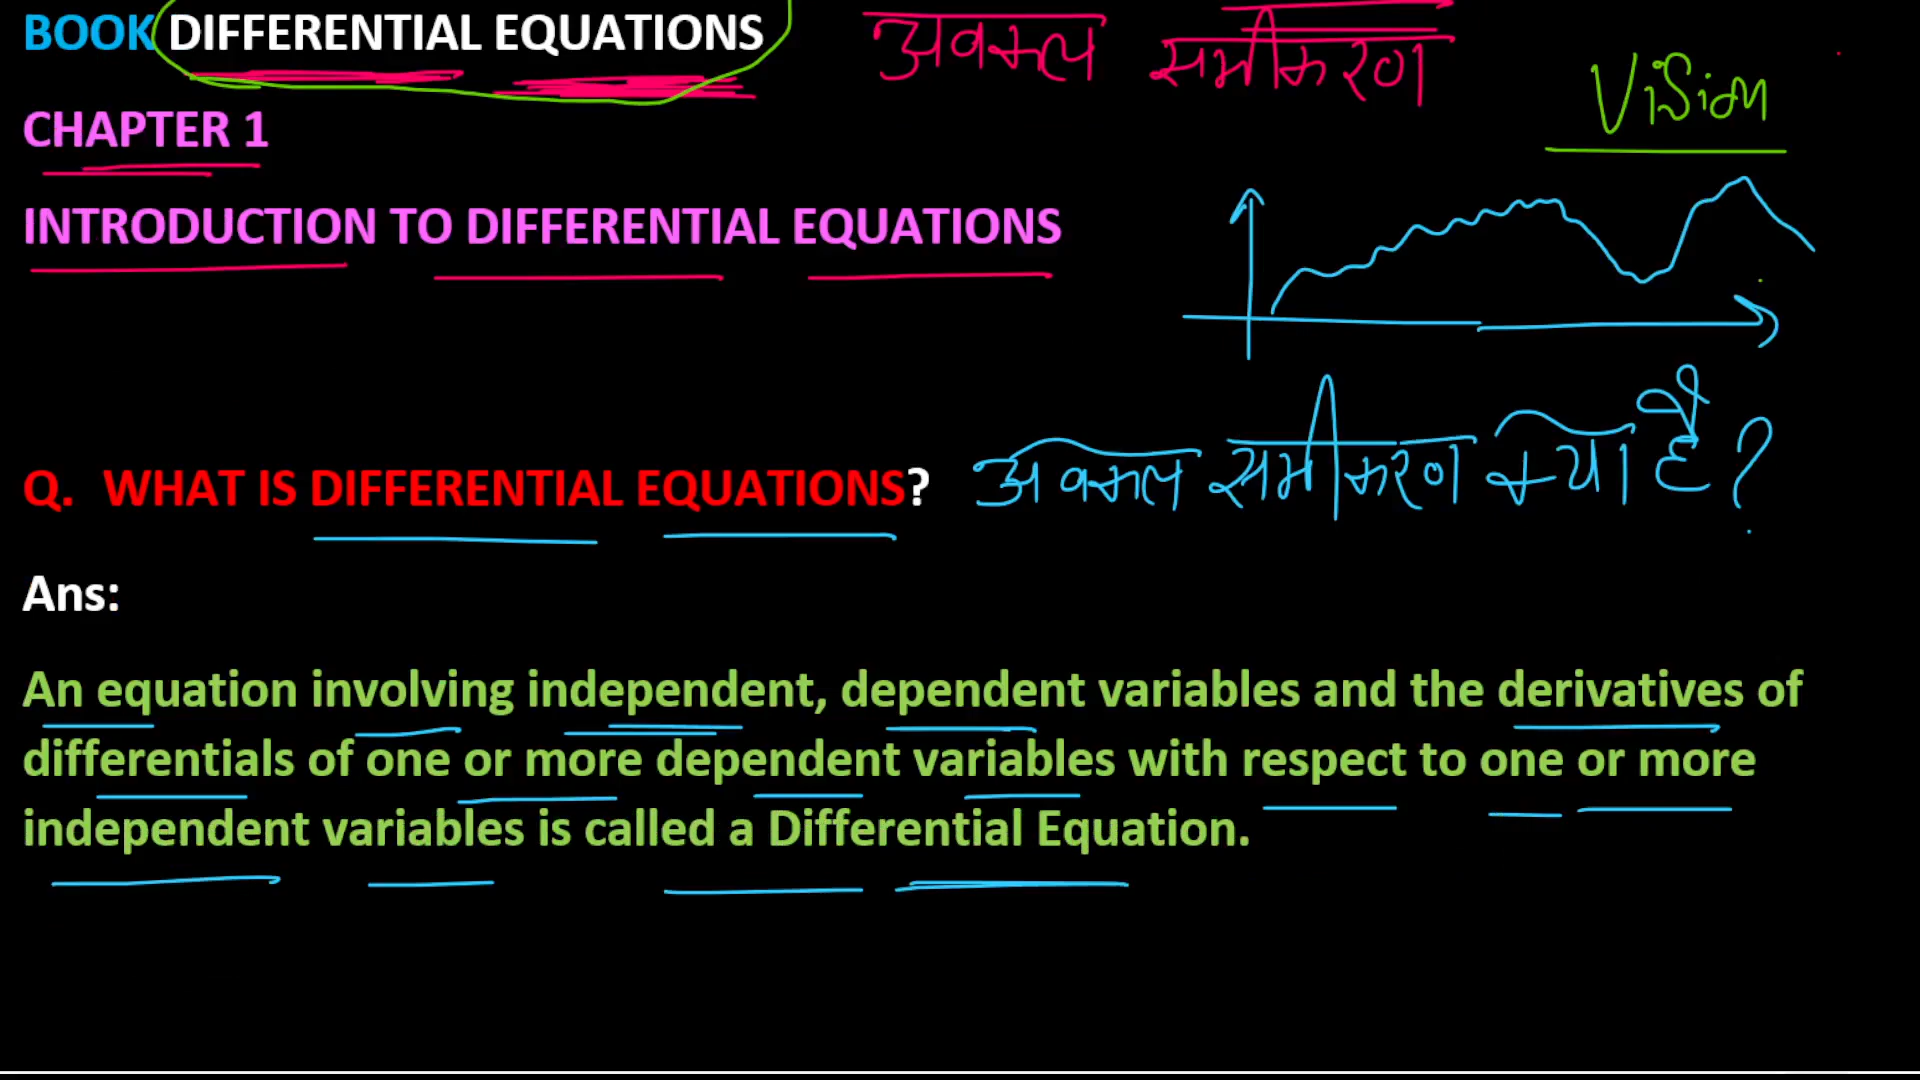 BOOK DIFFERENTIAL EQUATIONS अवकल समीकरण
Vision
CHAPTER 1
INTRODUCTION TO DIFFERENTIAL EQUATIONS
Q. WHAT IS DIFFERENTIAL EQUATIONS? अवकल समीकरण क्या है?
Ans:
An equation involving independent, dependent variables and the derivatives of
differentials of one or more dependent variables with respect to one or more
independent variables is called a Differential Equation.